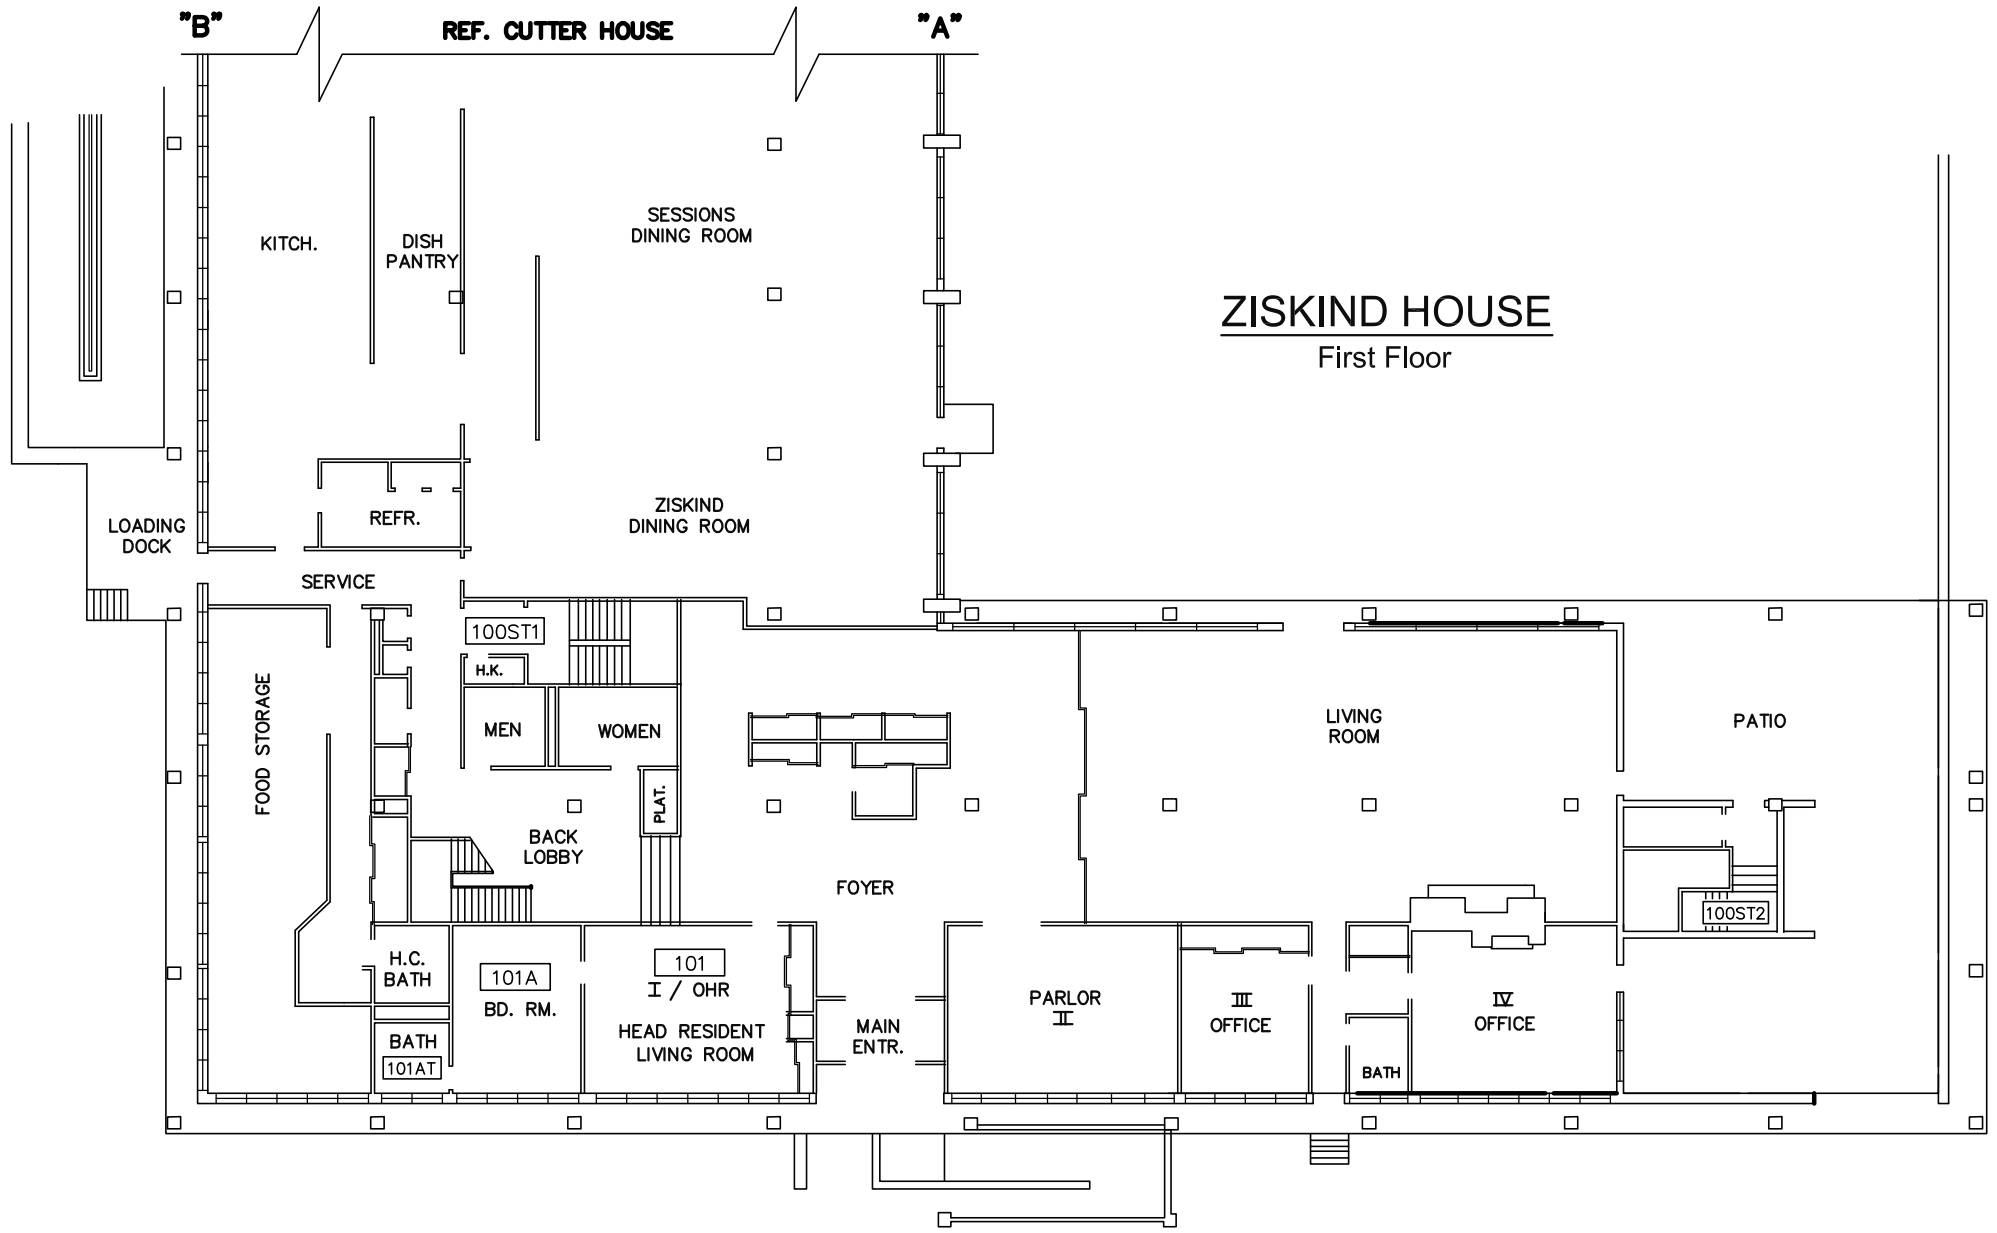 "B"
REF. CUTTER HOUSE
"A"
SESSIONS
DINING ROOM
KITCH.
DISH
PANTRY
ZISKIND HOUSE
First Floor
ZISKIND
DINING ROOM
REFR.
LOADING
DOCK
SERVICE
100ST1
H.K.
FOOD STORAGE
MEN
WOMEN
LIVING
ROOM
PATIO
PLAT.
BACK
LOBBY
FOYER
100ST2
H.C.
BATH
101A
BD. RM.
101
I / OHR
HEAD RESIDENT
LIVING ROOM
MAIN
ENTR.
PARLOR
II
III
OFFICE
IV
OFFICE
BATH
101AT
BATH